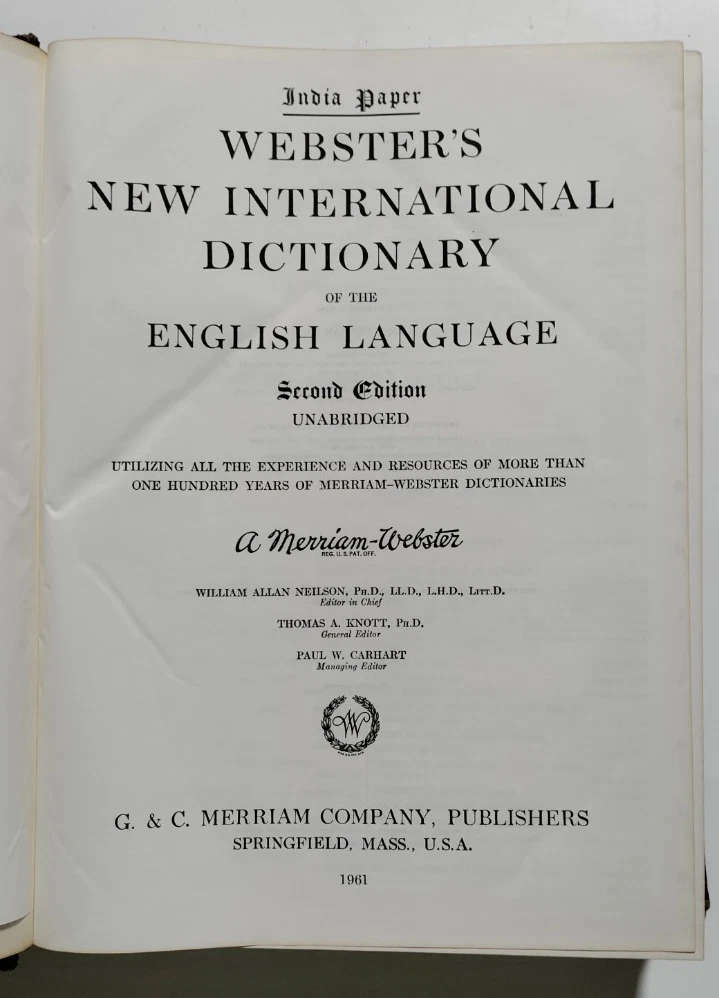 India Paper
WEBSTER'S
NEW INTERNATIONAL
DICTIONARY
OF THE
ENGLISH LANGUAGE
Second Edition
UNABRIDGED
UTILIZING ALL THE EXPERIENCE AND RESOURCES OF MORE THAN
ONE HUNDRED YEARS OF MERRIAM-WEBSTER DICTIONARIES
A Merriam-Webster
REG. U. S. PAT. OFF.
WILLIAM ALLAN NEILSON, PH.D., LL.D., L.H.D., LITT.D.
Editor in Chief
THOMAS A. KNOTT, PH.D.
General Editor
PAUL W. CARHART
Managing Editor
W
G. & C. MERRIAM COMPANY, PUBLISHERS
SPRINGFIELD, MASS., U.S.A.
1961